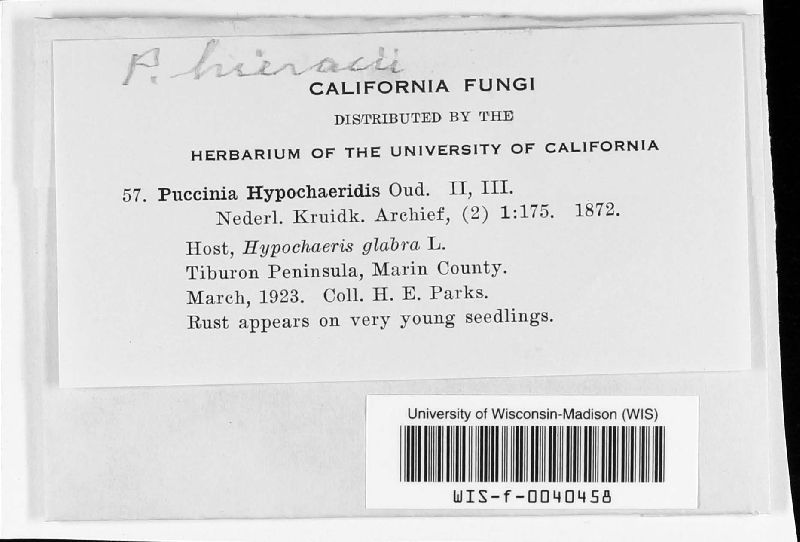 P. hieracii
CALIFORNIA FUNGI
DISTRIBUTED BY THE
HERBARIUM OF THE UNIVERSITY OF CALIFORNIA
57. Puccinia Hypochaeridis Oud. II, III.
Nederl. Kruidk. Archief, (2) 1:175. 1872.
Host, Hypochaeris glabra L.
Tiburon Peninsula, Marin County.
March, 1923. Coll. H. E. Parks.
Rust appears on very young seedlings.
University of Wisconsin-Madison (WIS)
WIS-f-0040458